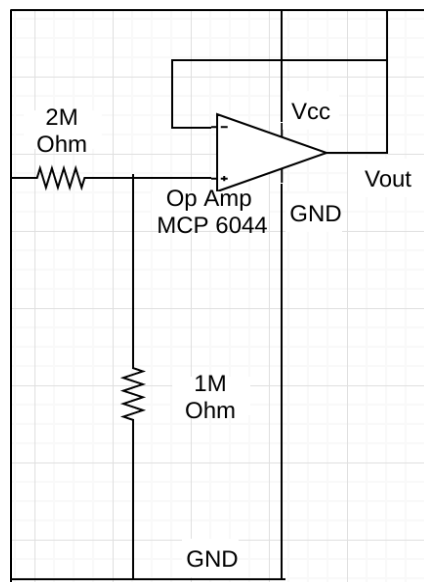 2M
Ohm
Vcc
-
+
Vout
Op Amp
MCP 6044
GND
1M
Ohm
GND